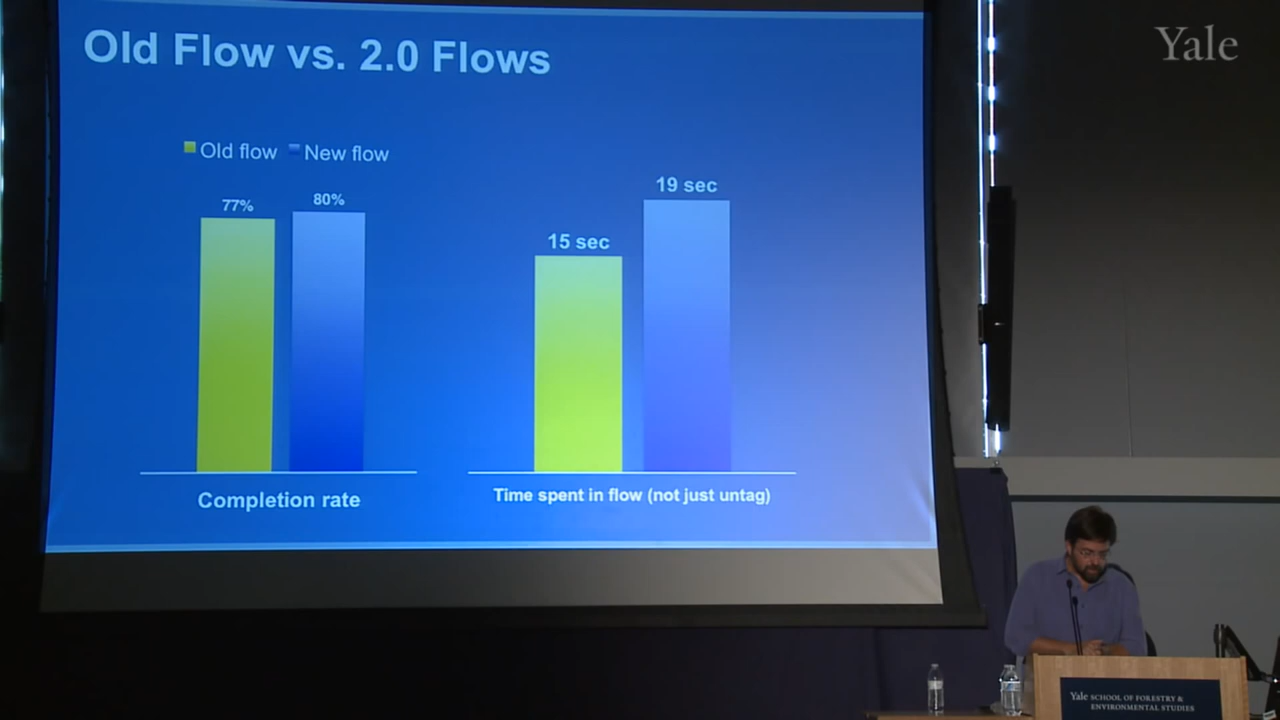 Old Flow vs. 2.0 Flows
Yale
Old flow New flow
77%
80%
15 sec
19 sec
Completion rate
Time spent in flow (not just untag)
Yale SCHOOL OF FORESTRY &
ENVIRONMENTAL STUDIES